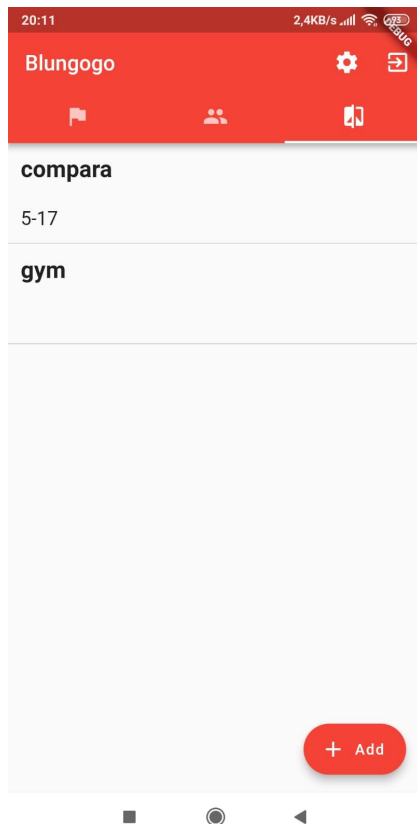 20:11
2,4KB/s
93
DEBUG
Blungogo
compara
5-17
gym
+ Add